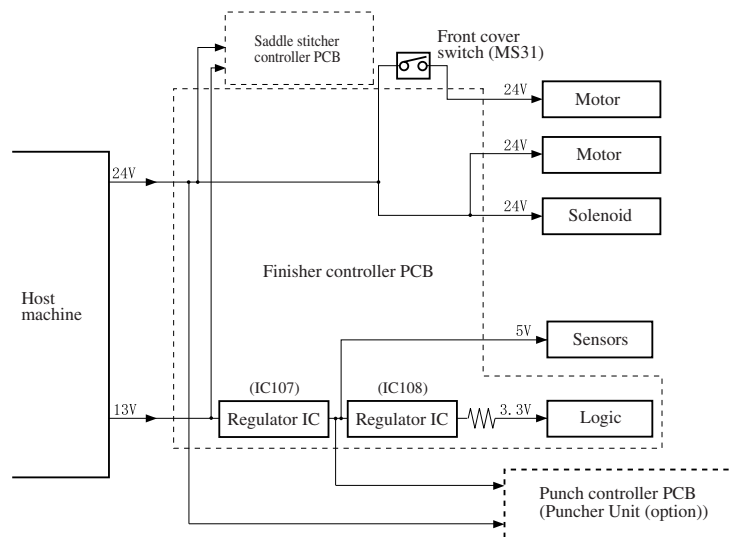 Saddle stitcher
controller PCB
Front cover
switch (MS31)
24V
Motor
24V
Motor
24V
24V
Solenoid
Finisher controller PCB
Host
machine
5V
Sensors
(IC107)
(IC108)
13V
Regulator IC
Regulator IC
3.3V
Logic
Punch controller PCB
(Puncher Unit (option))